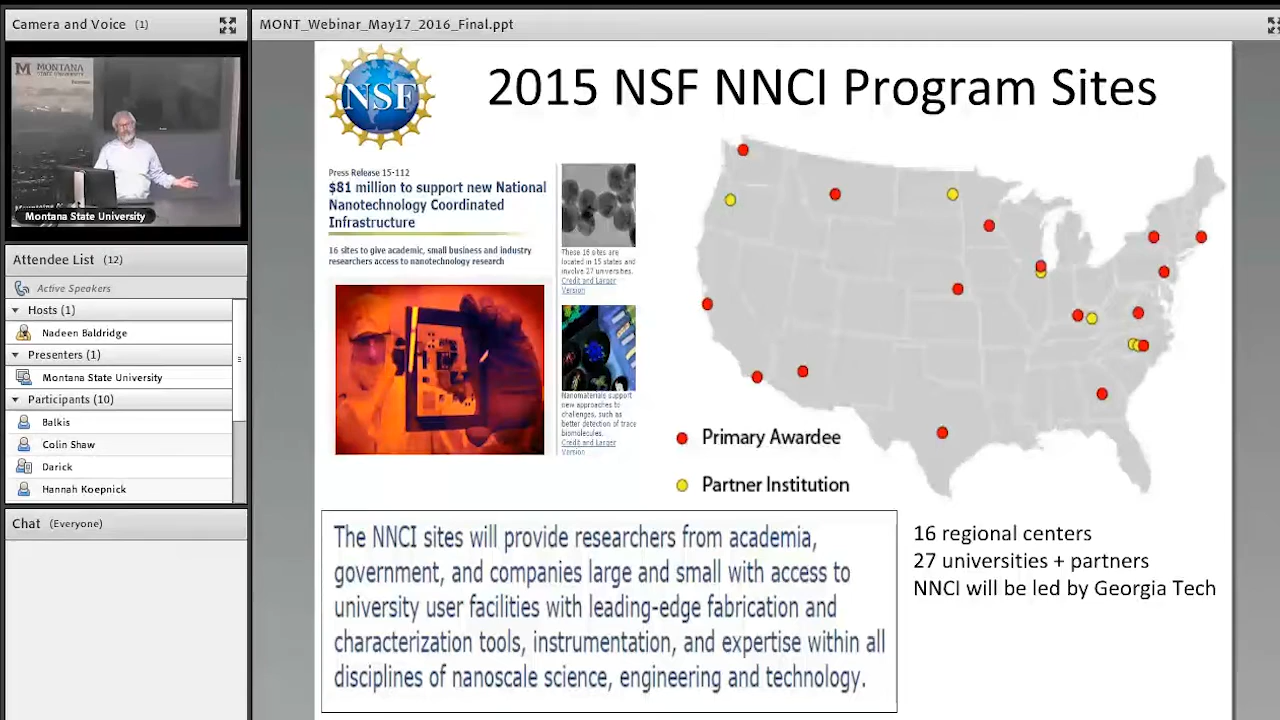 Camera and Voice (1)
MONT_Webinar_May17_2016_Final.ppt
M MONTANA
STATE UNIVERSITY
Montana State University
Attendee List (12)
Active Speakers
Hosts (1)
Nadeen Baldridge
Presenters (1)
Montana State University
Participants (10)
Balkis
Colin Shaw
Darick
Hannah Koepnick
Chat (Everyone)
NSF
2015 NSF NNCI Program Sites
Press Release 15-112
$81 million to support new National
Nanotechnology Coordinated
Infrastructure
16 sites to give academic, small business and industry
researchers access to nanotechnology research
These 16 sites are
located in 15 states and
involve 27 universities.
Credit and Larger
Version
Nanomaterials support
new approaches to
challenges, such as
better detection of trace
biomolecules.
Credit and Larger
Version
Primary Awardee
Partner Institution
The NNCI sites will provide researchers from academia,
government, and companies large and small with access to
university user facilities with leading-edge fabrication and
characterization tools, instrumentation, and expertise within all
disciplines of nanoscale science, engineering and technology.
16 regional centers
27 universities + partners
NNCI will be led by Georgia Tech